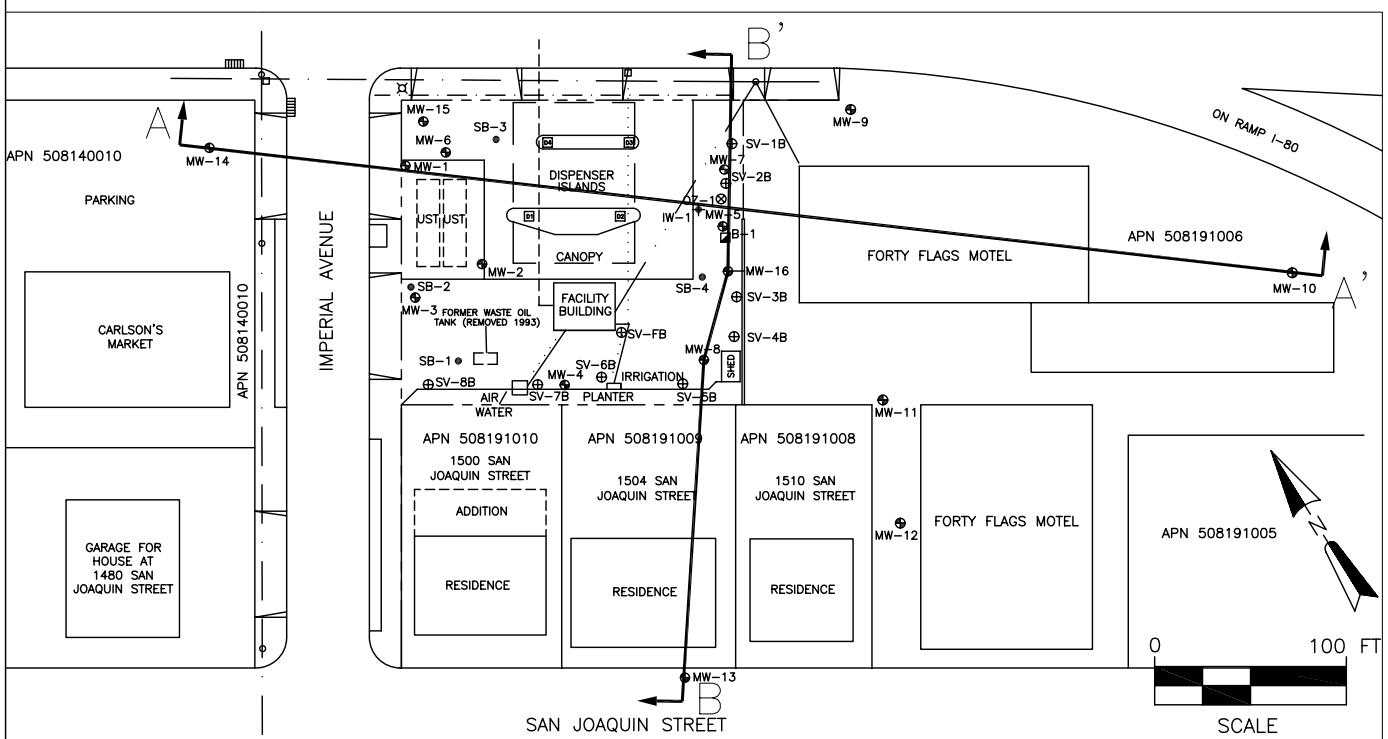 B'
MW-15
MW-6
SB-3
D4
D3
MW-9
ON RAMP I-80
A
MW-14
APN 508140010
MW-1
SV-1B
MW-7
SV-2B
DISPENSER
ISLANDS
PARKING
UST
UST
D1
D2
OZ-1
IW-1
MW-5
B-1
APN 508191006
FORTY FLAGS MOTEL
CANOPY
MW-2
MW-16
MW-10
A'
SB-4
SB-2
MW-3
FORMER WASTE OIL
TANK (REMOVED 1993)
FACILITY
BUILDING
SV-3B
SV-FB
SV-4B
IMPERIAL AVENUE
CARLSON'S
MARKET
APN 508140010
SB-1
MW-8
SHED
SV-8B
SV-6B
IRRIGATION
SV-7B
MW-4
SV-5B
AIR
WATER
PLANTER
MW-11
APN 508191010
APN 508191009
APN 508191008
1500 SAN
JOAQUIN STREET
1504 SAN
JOAQUIN STREET
1510 SAN
JOAQUIN STREET
ADDITION
FORTY FLAGS MOTEL
MW-12
APN 508191005
N
GARAGE FOR
HOUSE AT
1480 SAN
JOAQUIN STREET
RESIDENCE
RESIDENCE
RESIDENCE
0 100 FT
MW-13
B
SAN JOAQUIN STREET
SCALE